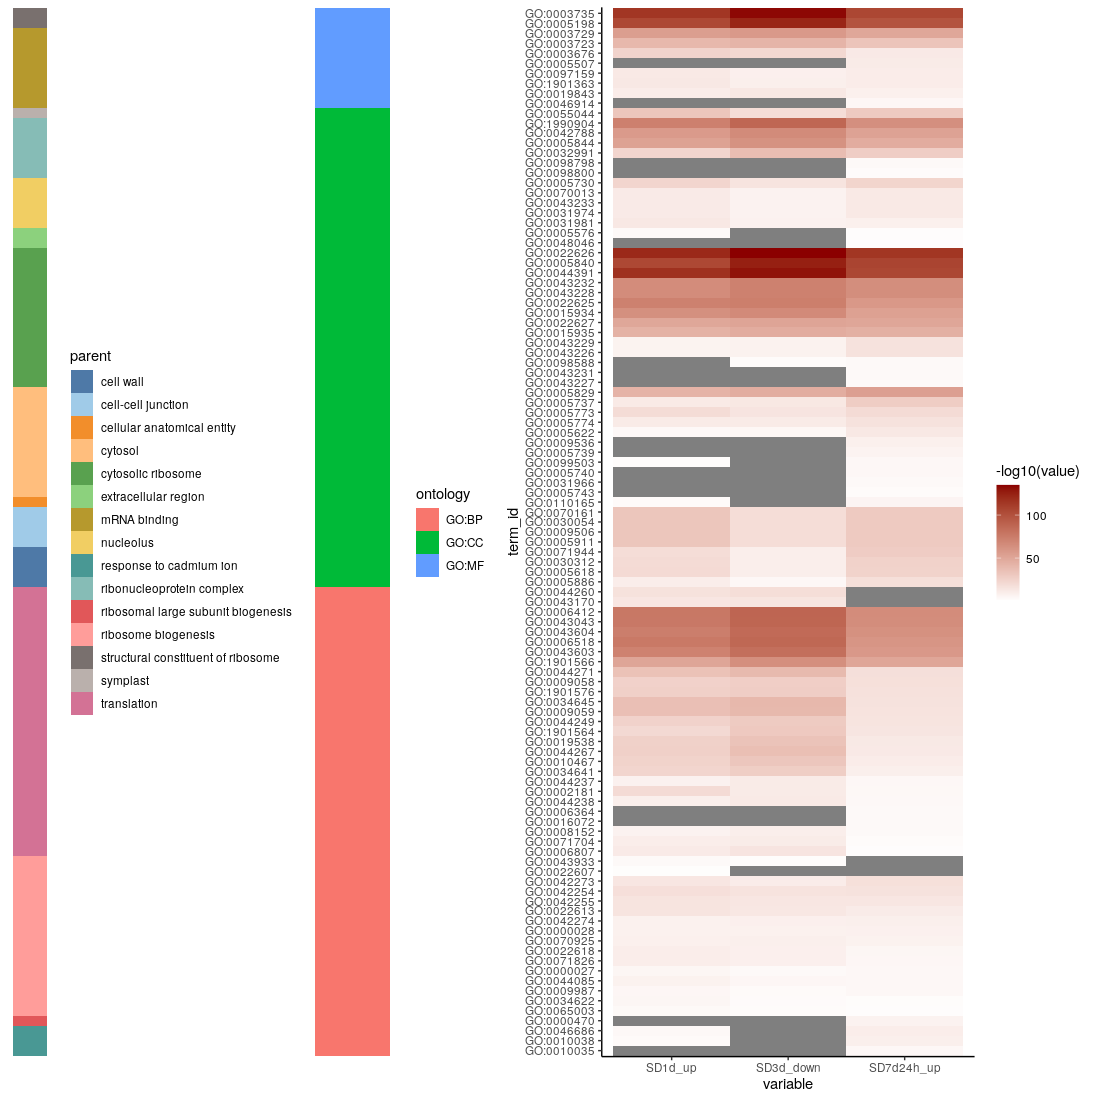 parent
cell wall
cell-cell junction
cellular anatomical entity
cytosol
cytosolic ribosome
extracellular region
mRNA binding
nucleolus
response to cadmium ion
ribonucleoprotein complex
ribosomal large subunit biogenesis
ribosome biogenesis
structural constituent of ribosome
symplast
translation
ontology
GO:BP
GO:CC
GO:MF
term_id
GO:0003735
GO:0005198
GO:0003729
GO:0003723
GO:0003676
GO:0005507
GO:0097159
GO:1901363
GO:0019843
GO:0046914
GO:0055044
GO:1990904
GO:0042788
GO:0005844
GO:0032991
GO:0098798
GO:0098800
GO:0005730
GO:0070013
GO:0043233
GO:0031974
GO:0031981
GO:0005576
GO:0048046
GO:0022626
GO:0005840
GO:0044391
GO:0043232
GO:0043228
GO:0022625
GO:0015934
GO:0022627
GO:0015935
GO:0043229
GO:0043226
GO:0098588
GO:0043231
GO:0043227
GO:0005829
GO:0005737
GO:0005773
GO:0005774
GO:0005622
GO:0009536
GO:0005739
GO:0099503
GO:0005740
GO:0031966
GO:0005743
GO:0110165
GO:0070161
GO:0030054
GO:0009506
GO:0005911
GO:0071944
GO:0030312
GO:0005618
GO:0005886
GO:0044260
GO:0043170
GO:0006412
GO:0043043
GO:0043604
GO:0006518
GO:0043603
GO:1901566
GO:0044271
GO:0009058
GO:1901576
GO:0034645
GO:0009059
GO:0044249
GO:1901564
GO:0019538
GO:0044267
GO:0010467
GO:0034641
GO:0044237
GO:0002181
GO:0044238
GO:0006364
GO:0016072
GO:0008152
GO:0071704
GO:0006807
GO:0043933
GO:0022607
GO:0042273
GO:0042254
GO:0042255
GO:0022613
GO:0042274
GO:0000028
GO:0070925
GO:0022618
GO:0071826
GO:0000027
GO:0044085
GO:0009987
GO:0034622
GO:0065003
GO:0000470
GO:0046686
GO:0010038
GO:0010035
SD1d_up
SD3d_down
SD7d24h_up
variable
-log10(value)
100
50